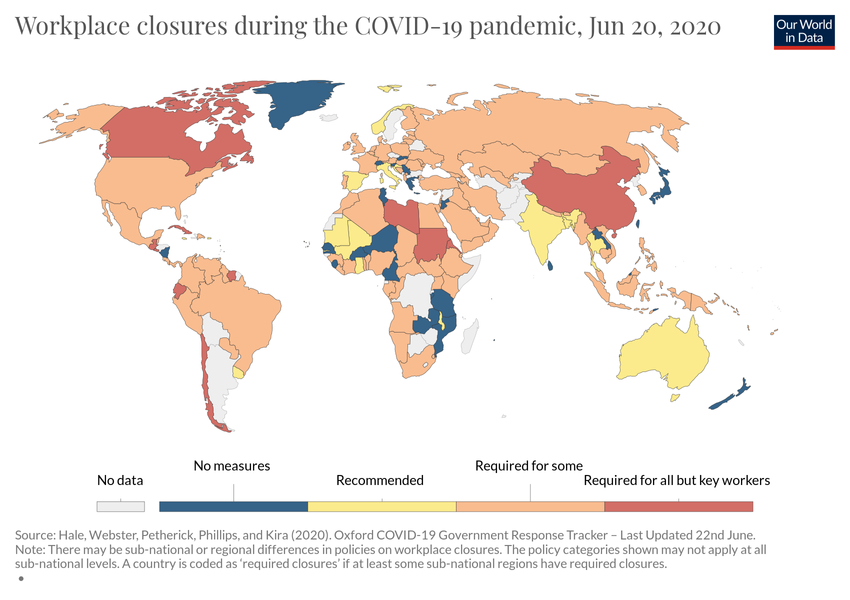 Workplace closures during the COVID-19 pandemic, Jun 20, 2020
Our World
in Data
No data
No measures
Recommended
Required for some
Required for all but key workers
Source: Hale, Webster, Petherick, Phillips, and Kira (2020). Oxford COVID-19 Government Response Tracker – Last Updated 22nd June.
Note: There may be sub-national or regional differences in policies on workplace closures. The policy categories shown may not apply at all
sub-national levels. A country is coded as ‘required closures’ if at least some sub-national regions have required closures.
•